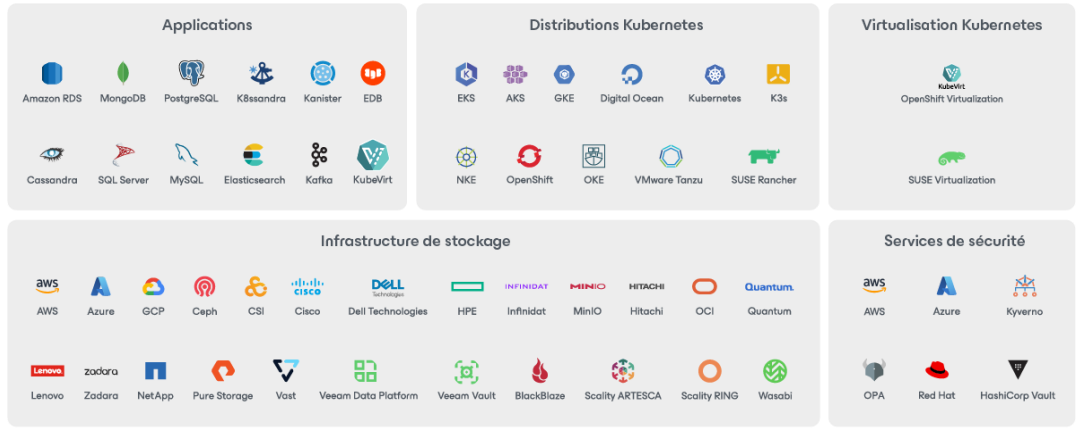 Applications
Amazon RDS
MongoDB
PostgreSQL
K8ssandra
Kanister
EDB
Cassandra
SQL Server
MySQL
Elasticsearch
Kafka
KubeVirt
Distributions Kubernetes
EKS
AKS
GKE
Digital Ocean
Kubernetes
K3s
NKE
OpenShift
OKE
VMware Tanzu
SUSE Rancher
Virtualisation Kubernetes
KubeVirt
OpenShift Virtualization
SUSE Virtualization
Infrastructure de stockage
aws
CISCO
DELL
Technologies
INFINIDAT
MINIO
HITACHI
Quantum.
AWS
Azure
GCP
Ceph
CSI
Cisco
Dell Technologies
HPE
Infinidat
MinIO
Hitachi
OCI
Quantum
Lenovo
zadara
Lenovo
Zadara
NetApp
Pure Storage
Vast
Veeam Data Platform
Veeam Vault
BlackBlaze
Scality ARTESCA
Scality RING
Wasabi
Services de sécurité
aws
AWS
Azure
Kyverno
OPA
Red Hat
HashiCorp Vault